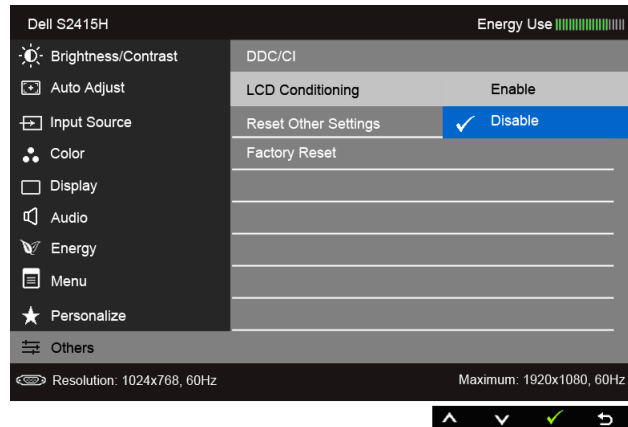 Dell S2415H Energy Use
Brightness/Contrast DDC/CI
Auto Adjust LCD Conditioning Enable
Input Source Reset Other Settings Disable
Color Factory Reset
Display
Audio
Energy
Menu
Personalize
Others
Resolution: 1024x768, 60Hz Maximum: 1920x1080, 60Hz